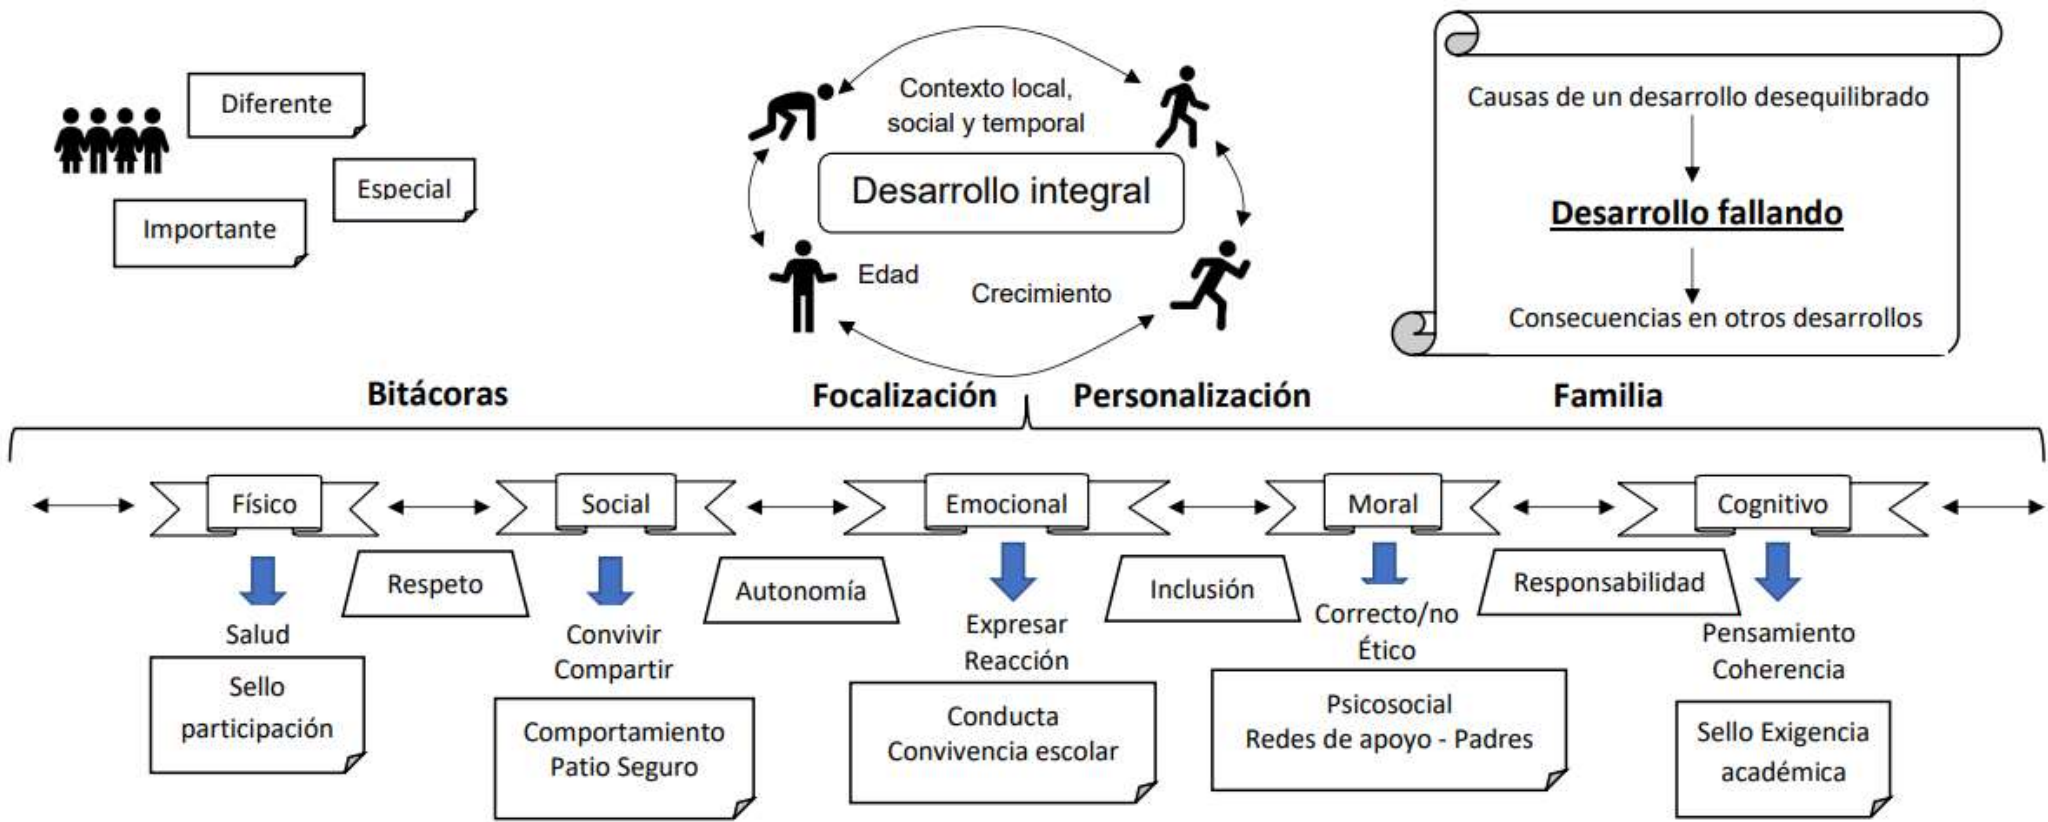 Diferente
Especial
Importante
Contexto local,
social y temporal
Desarrollo integral
Edad
Crecimiento
Causas de un desarrollo desequilibrado
Desarrollo fallando
Consecuencias en otros desarrollos
Bitácoras
Focalización
Personalización
Familia
Físico
Social
Emocional
Moral
Cognitivo
Respeto
Autonomía
Inclusión
Responsabilidad
Salud
Convivir
Compartir
Expresar
Reacción
Correcto/no
Ético
Pensamiento
Coherencia
Sello
participación
Comportamiento
Patio Seguro
Conducta
Convivencia escolar
Psicosocial
Redes de apoyo - Padres
Sello Exigencia
académica